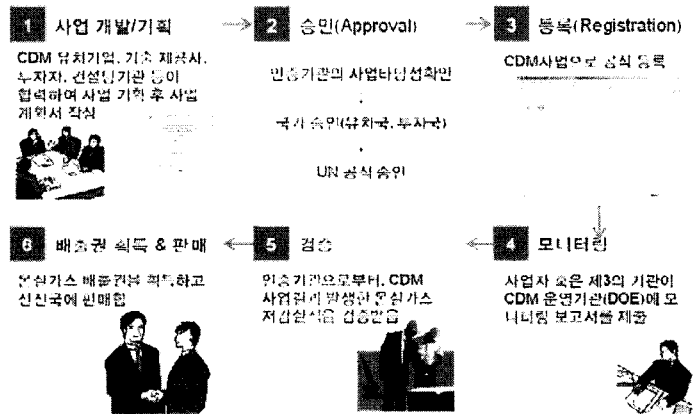 1 사업 개발/기획
CDM 유치기업, 기술 제공사,
투자자, 컨설팅기관 등이
협력하여 사업 기획 후 사업
계획서 작성
2 승인(Approval)
인증기관의 사업타당성확인
국가 승인(유치국, 투자국)
UN 공식 승인
3 등록(Registration)
CDM사업으로 공식 등록
4 모니터링
사업자 혹은 제3의 기관이
CDM 운영기관(DOE)에 모
니터링 보고서를 제출
5 검증
인증기관으로부터, CDM
사업결과 발생한 온실가스
저감실적을 검증받음
6 배출권 획득 & 판매
온실가스 배출권을 획득하고
선진국에 판매함